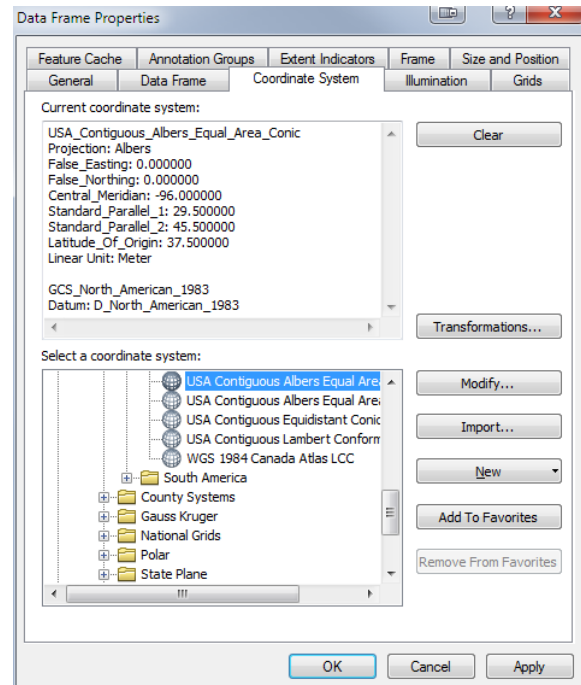 Data Frame Properties
Feature Cache Annotation Groups Extent Indicators Frame Size and Position
General Data Frame Coordinate System Illumination Grids
Current coordinate system:
USA_Contiguous_Albers_Equal_Area_Conic
Projection: Albers
False_Easting: 0.000000
False_Northing: 0.000000
Central_Meridian: -96.000000
Standard_Parallel_1: 29.500000
Standard_Parallel_2: 45.500000
Latitude_Of_Origin: 37.500000
Linear Unit: Meter
GCS_North_American_1983
Datum: D_North_American_1983
Clear
Transformations...
Select a coordinate system:
USA Contiguous Albers Equal Are
USA Contiguous Albers Equal Are
USA Contiguous Equidistant Conic
USA Contiguous Lambert Conform
WGS 1984 Canada Atlas LCC
South America
County Systems
Gauss Kruger
National Grids
Polar
State Plane
Modify...
Import...
New
Add To Favorites
Remove From Favorites
OK Cancel Apply